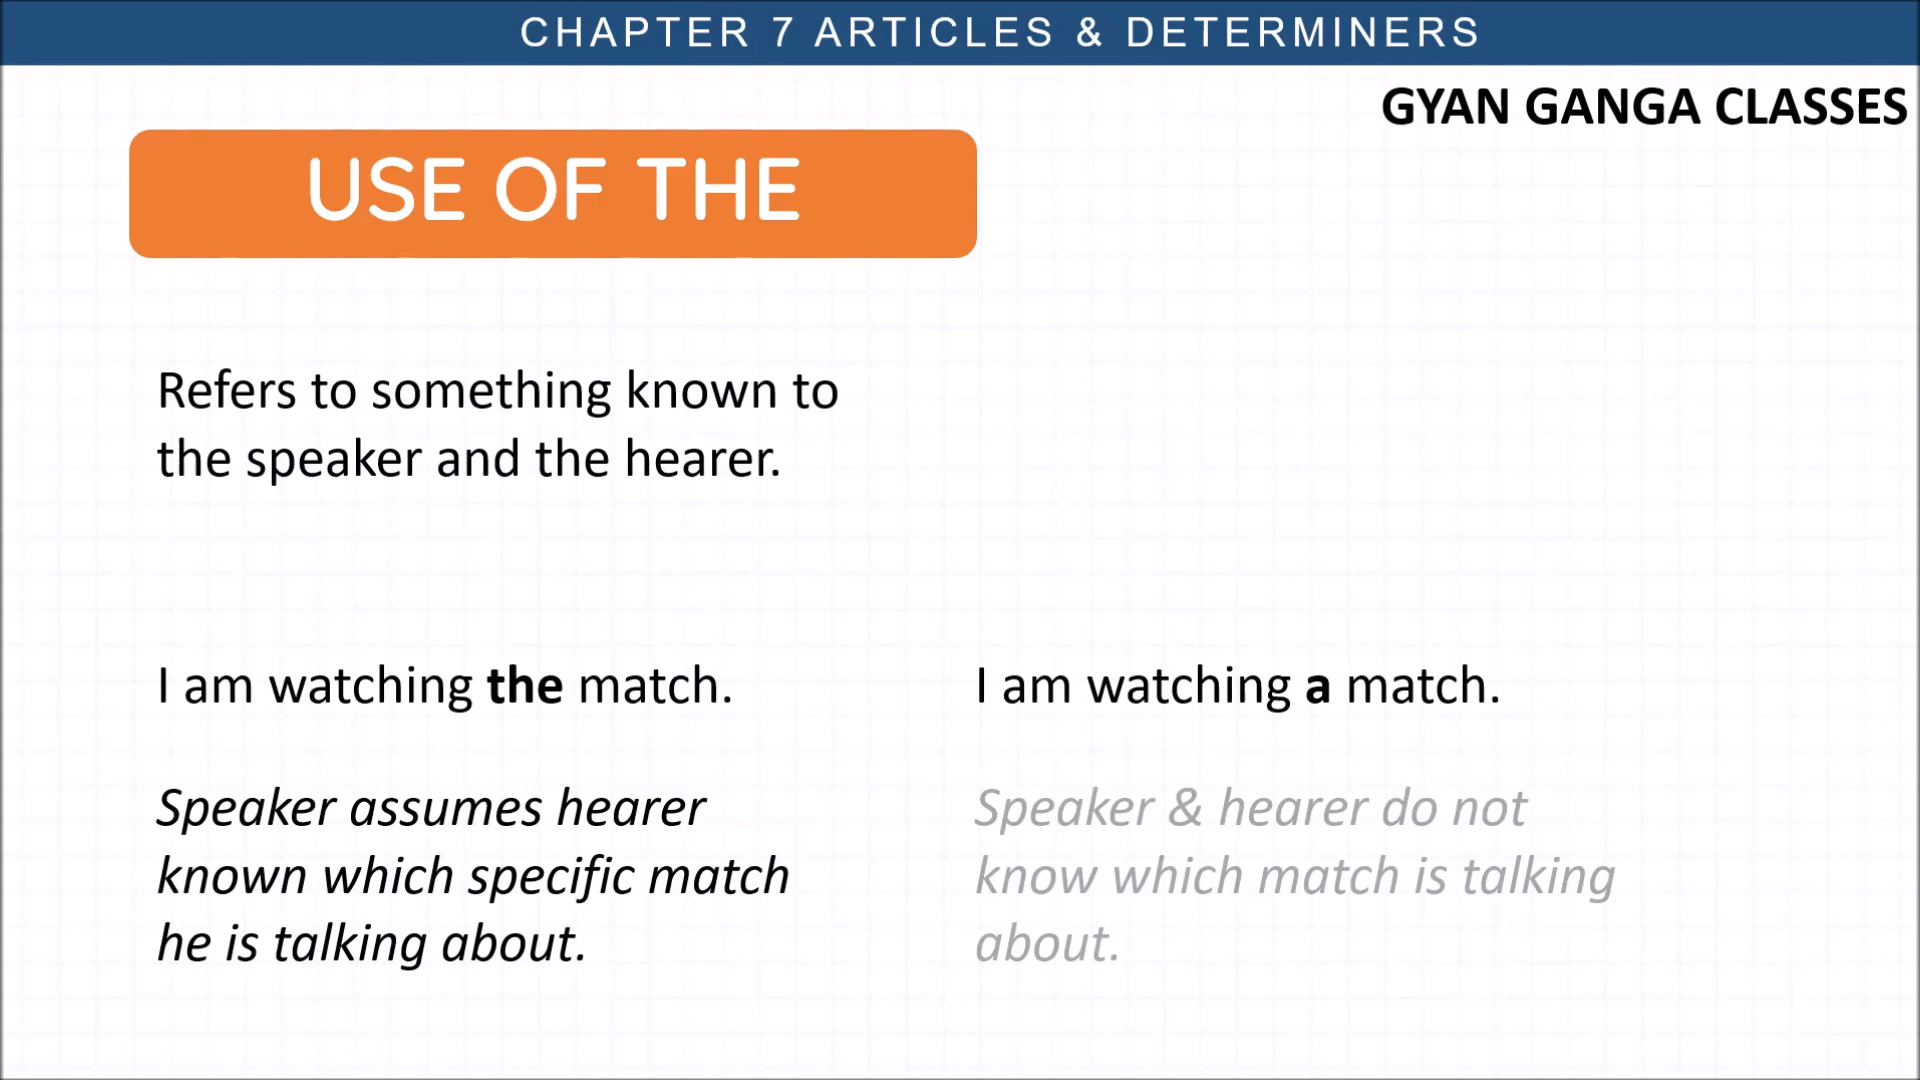 CHAPTER 7 ARTICLES & DETERMINERS
GYAN GANGA CLASSES
USE OF THE
Refers to something known to
the speaker and the hearer.
I am watching the match.
Speaker assumes hearer
known which specific match
he is talking about.
I am watching a match.
Speaker & hearer do not
know which match is talking
about.